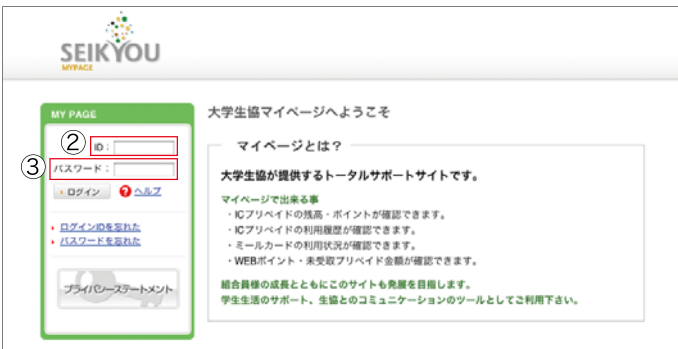 SEIKYOU
MYPAGE
MY PAGE
② ID：
③ パスワード：
ログイン ? ヘルプ
ログインIDを忘れた
パスワードを忘れた
プライバシーステートメント
大学生協マイページへようこそ
マイページとは？
大学生協が提供するトータルサポートサイトです。
マイページで出来る事
・ICプリペイドの残高・ポイントが確認できます。
・ICプリペイドの利用履歴が確認できます。
・ミールカードの利用状況が確認できます。
・WEBポイント・未受取プリペイド金額が確認できます。
組合員様の成長とともにこのサイトも発展を目指します。
学生生活のサポート、生協とのコミュニケーションのツールとしてご利用下さい。